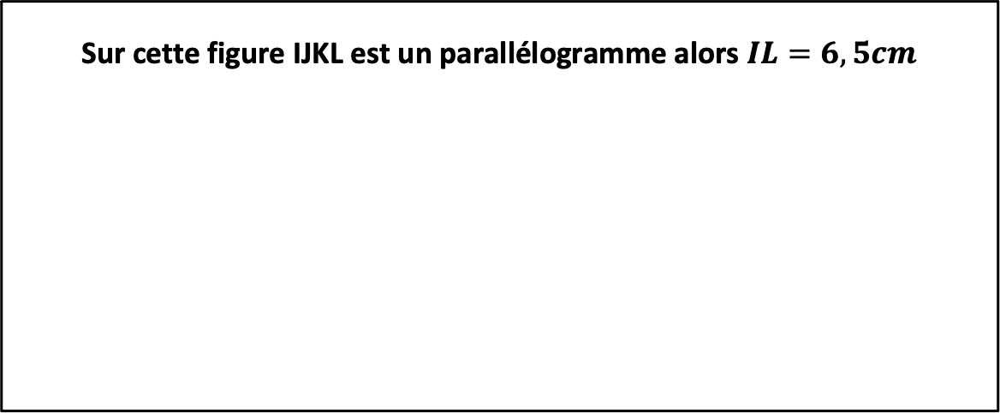 Sur cette figure IJKL est un parallélogramme alors IL = 6, 5cm